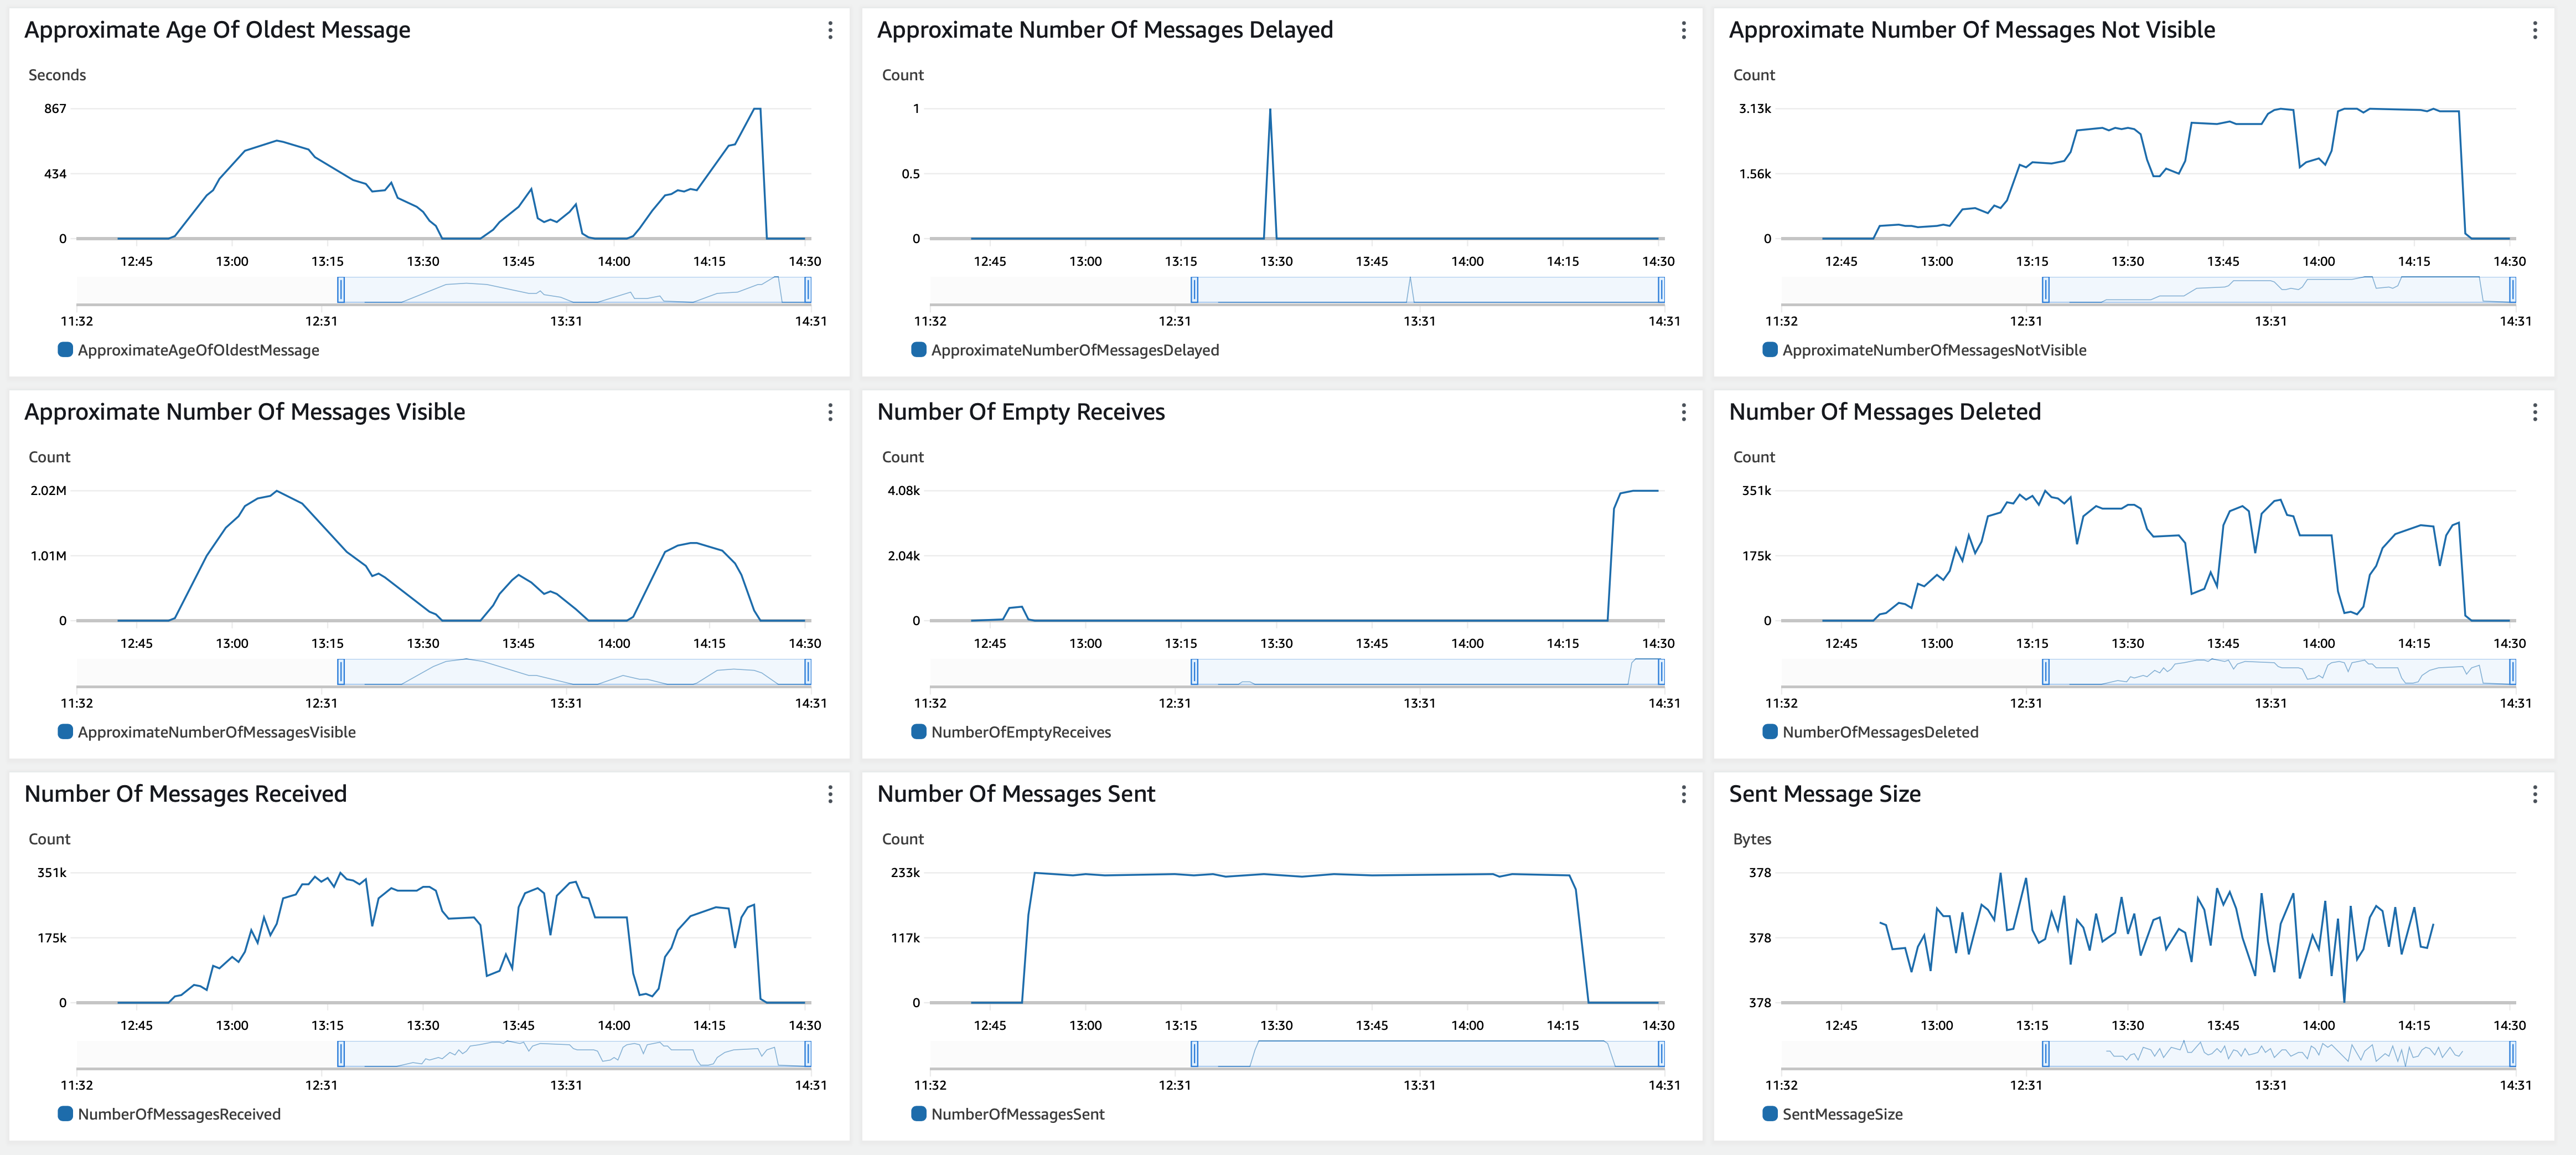 Approximate Age Of Oldest Message
Seconds
867
434
0
12:45 13:00 13:15 13:30 13:45 14:00 14:15 14:30
11:32 12:31 13:31 14:31
ApproximateAgeOfOldestMessage
Approximate Number Of Messages Delayed
Count
1
0.5
0
12:45 13:00 13:15 13:30 13:45 14:00 14:15 14:30
11:32 12:31 13:31 14:31
ApproximateNumberOfMessagesDelayed
Approximate Number Of Messages Not Visible
Count
3.13k
1.56k
0
12:45 13:00 13:15 13:30 13:45 14:00 14:15 14:30
11:32 12:31 13:31 14:31
ApproximateNumberOfMessagesNotVisible
Approximate Number Of Messages Visible
Count
2.02M
1.01M
0
12:45 13:00 13:15 13:30 13:45 14:00 14:15 14:30
11:32 12:31 13:31 14:31
ApproximateNumberOfMessagesVisible
Number Of Empty Receives
Count
4.08k
2.04k
0
12:45 13:00 13:15 13:30 13:45 14:00 14:15 14:30
11:32 12:31 13:31 14:31
NumberOfEmptyReceives
Number Of Messages Deleted
Count
351k
175k
0
12:45 13:00 13:15 13:30 13:45 14:00 14:15 14:30
11:32 12:31 13:31 14:31
NumberOfMessagesDeleted
Number Of Messages Received
Count
351k
175k
0
12:45 13:00 13:15 13:30 13:45 14:00 14:15 14:30
11:32 12:31 13:31 14:31
NumberOfMessagesReceived
Number Of Messages Sent
Count
233k
117k
0
12:45 13:00 13:15 13:30 13:45 14:00 14:15 14:30
11:32 12:31 13:31 14:31
NumberOfMessagesSent
Sent Message Size
Bytes
378
378
378
12:45 13:00 13:15 13:30 13:45 14:00 14:15 14:30
11:32 12:31 13:31 14:31
SentMessageSize